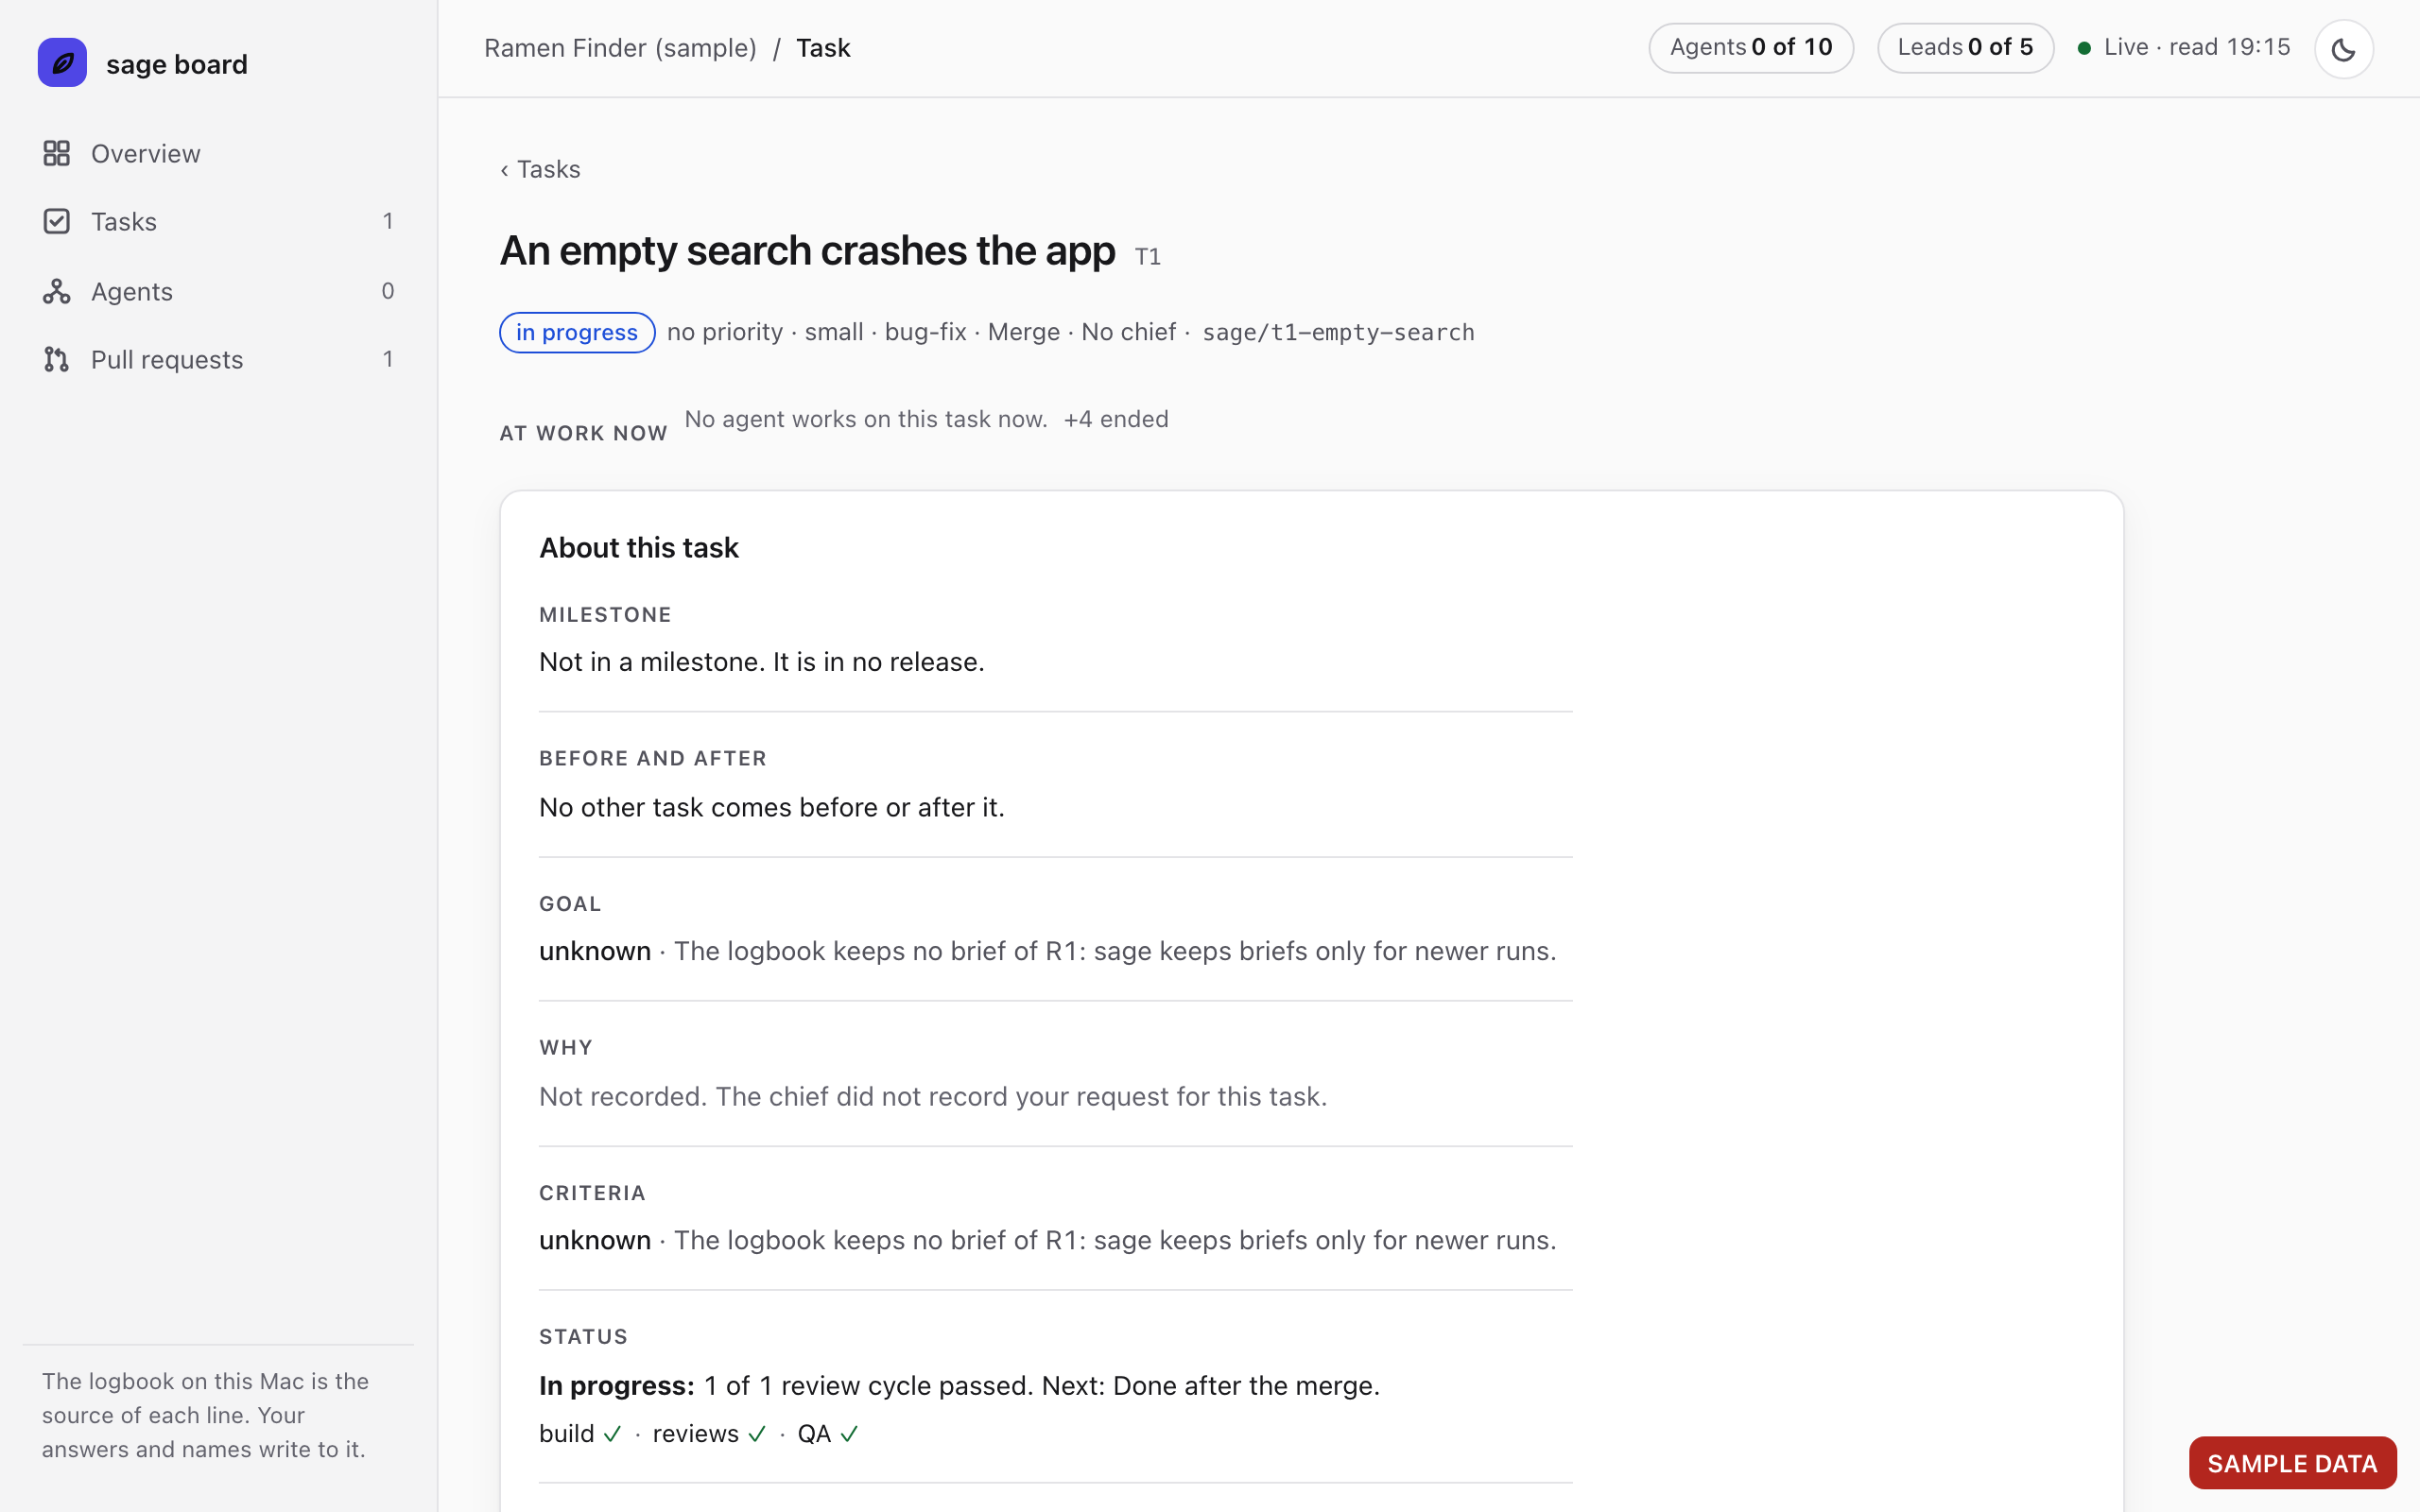 sage board
Overview
Tasks 1
Agents 0
Pull requests 1
The logbook on this Mac is the
source of each line. Your
answers and names write to it.
Ramen Finder (sample) / Task
Agents 0 of 10
Leads 0 of 5
Live · read 19:15
‹ Tasks
An empty search crashes the app T1
in progress no priority · small · bug-fix · Merge · No chief · sage/t1-empty-search
AT WORK NOW No agent works on this task now. +4 ended
About this task
MILESTONE
Not in a milestone. It is in no release.
BEFORE AND AFTER
No other task comes before or after it.
GOAL
unknown · The logbook keeps no brief of R1: sage keeps briefs only for newer runs.
WHY
Not recorded. The chief did not record your request for this task.
CRITERIA
unknown · The logbook keeps no brief of R1: sage keeps briefs only for newer runs.
STATUS
In progress: 1 of 1 review cycle passed. Next: Done after the merge.
build ✓ · reviews ✓ · QA ✓
SAMPLE DATA